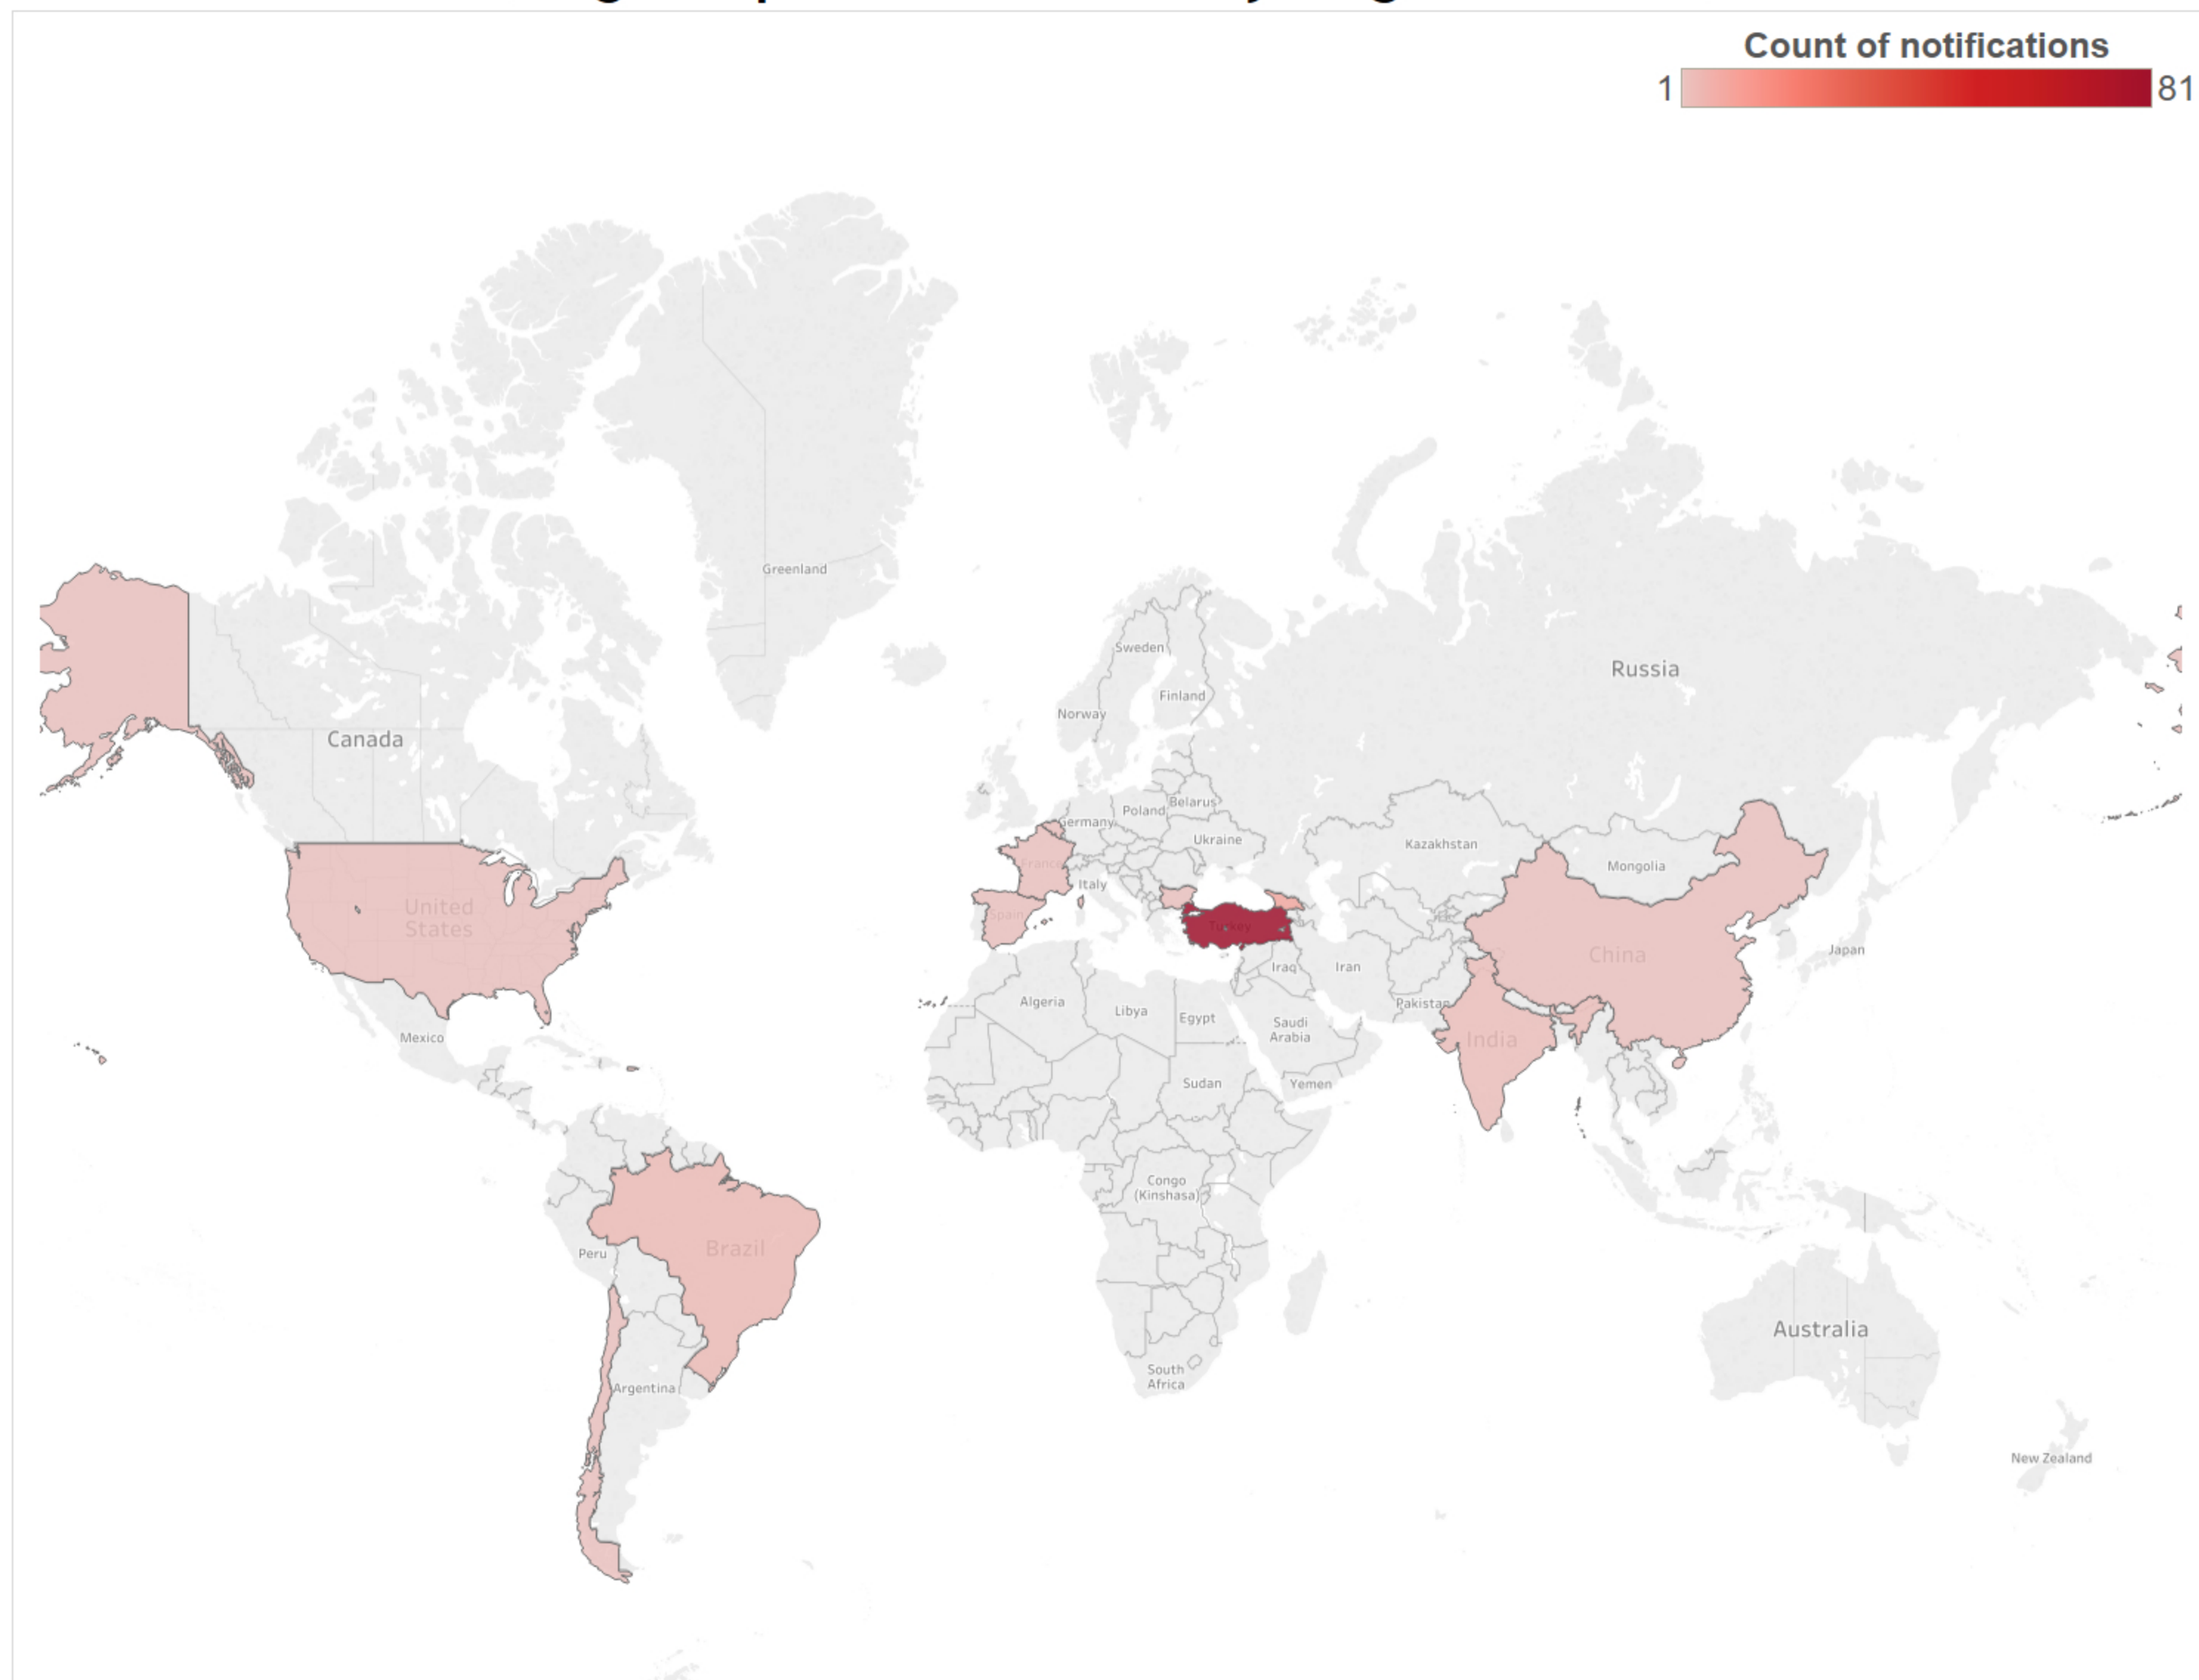 Count of notifications
1
81
Greenland
Sweden
Finland
Norway
Russia
Canada
Poland
Belarus
Germany
Ukraine
Kazakhstan
Mongolia
France
Italy
Spain
Turkey
United
States
China
Japan
Iraq
Iran
Algeria
Libya
Egypt
Pakistan
Saudi
Arabia
India
Mexico
Sudan
Yemen
Congo
(Kinshasa)
Brazil
Peru
Australia
South
Africa
Argentina
New Zealand